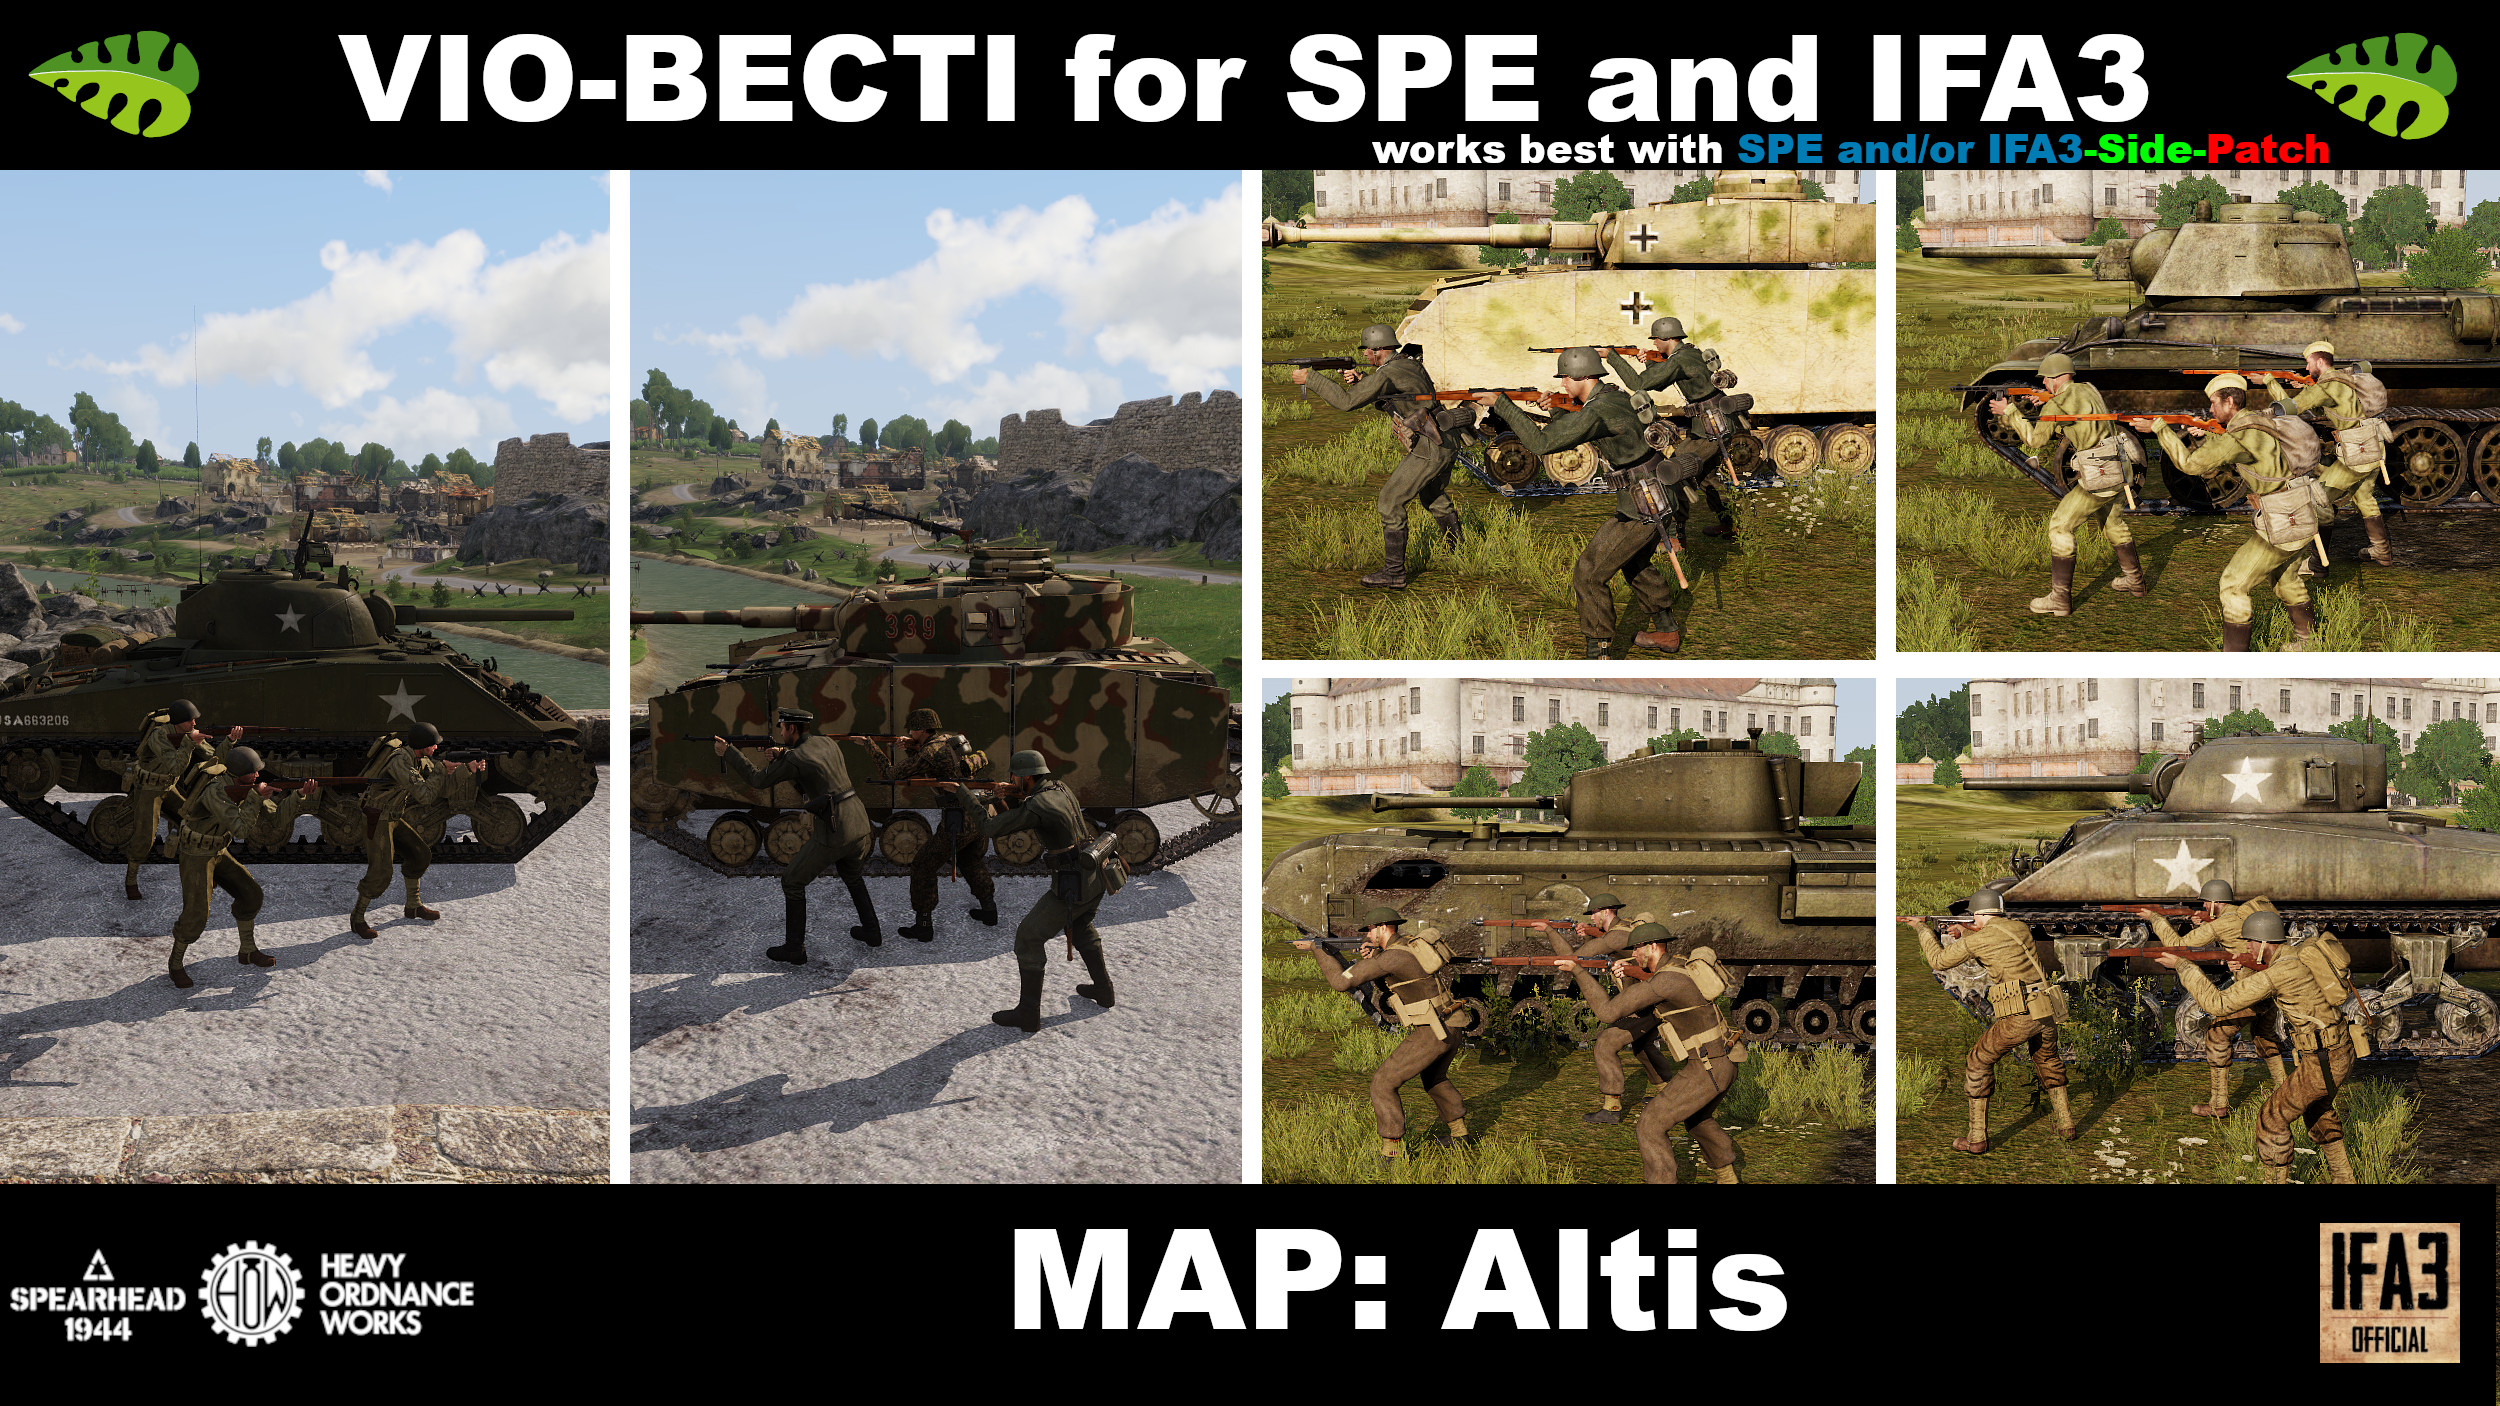 VIO-BECTI for SPE and IFA3
works best with SPE and/or IFA3-Side-Patch
339
SA663206
MAP: Altis
SPEARHEAD
1944
HOW
HEAVY
ORDNANCE
WORKS
IFA3
OFFICIAL